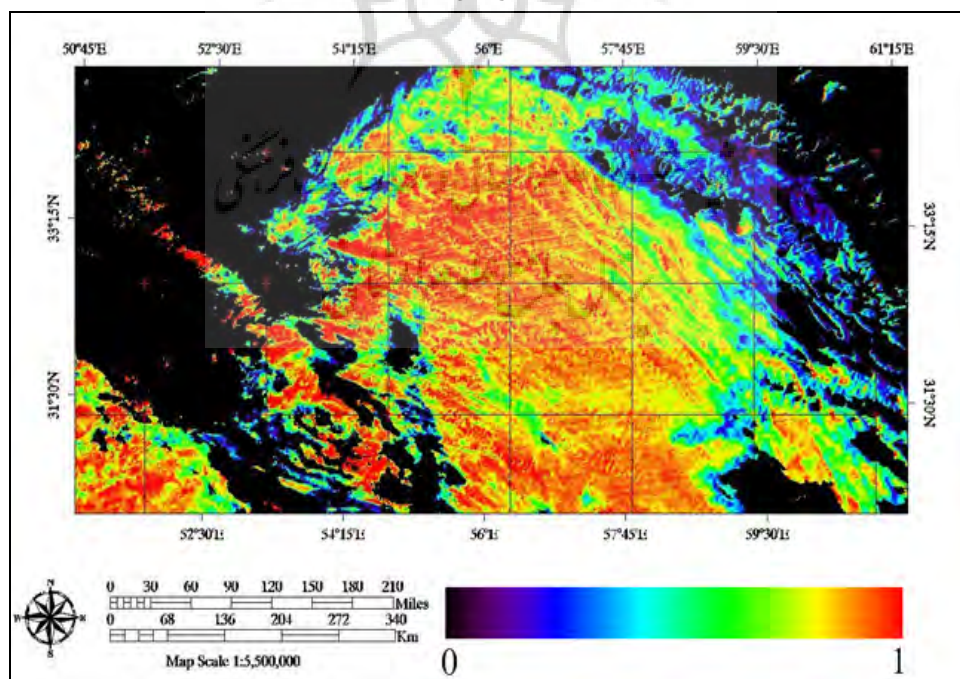 50°45'E 52°30'E 54°15'E 56°E 57°45'E 59°30'E 61°15'E
33°15'N 33°15'N
31°30'N 31°30'N
52°30'E 54°15'E 56°E 57°45'E 59°30'E
N
W
S
0 30 60 90 120 150 180 210
Miles
0 68 136 204 272 340
Km
Map Scale 1:5,500,000
0 1